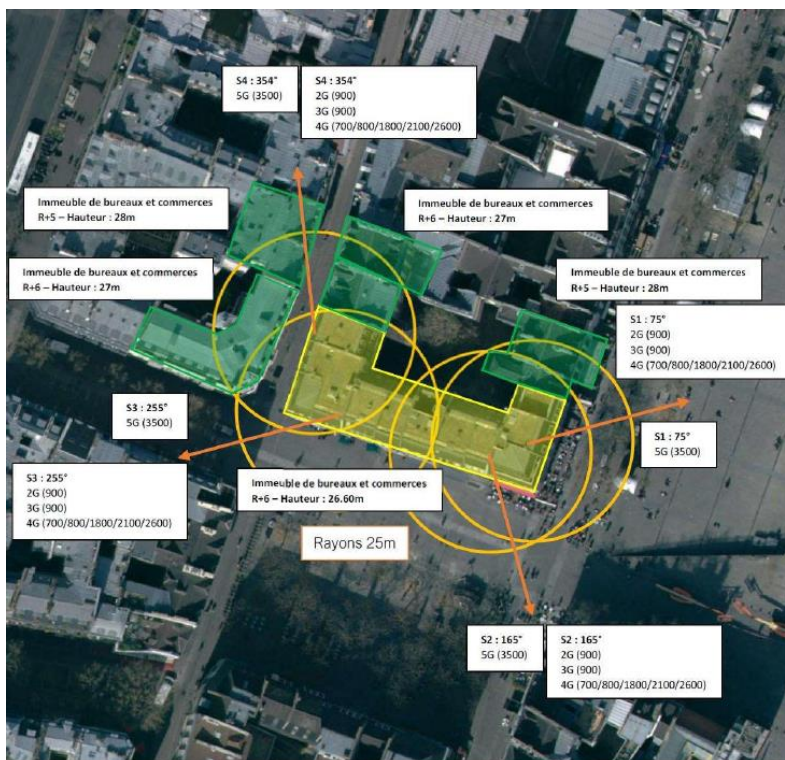 S4 : 354°
5G (3500)
S4 : 354°
2G (900)
3G (900)
4G (700/800/1800/2100/2600)
Immeuble de bureaux et commerces
R+5 – Hauteur : 28m
Immeuble de bureaux et commerces
R+6 – Hauteur : 27m
Immeuble de bureaux et commerces
R+6 – Hauteur : 27m
Immeuble de bureaux et commerces
R+5 – Hauteur : 28m
S1 : 75°
2G (900)
3G (900)
4G (700/800/1800/2100/2600)
S3 : 255°
5G (3500)
S1 : 75°
5G (3500)
S3 : 255°
2G (900)
3G (900)
4G (700/800/1800/2100/2600)
Immeuble de bureaux et commerces
R+6 – Hauteur : 26.60m
Rayons 25m
S2 : 165°
5G (3500)
S2 : 165°
2G (900)
3G (900)
4G (700/800/1800/2100/2600)